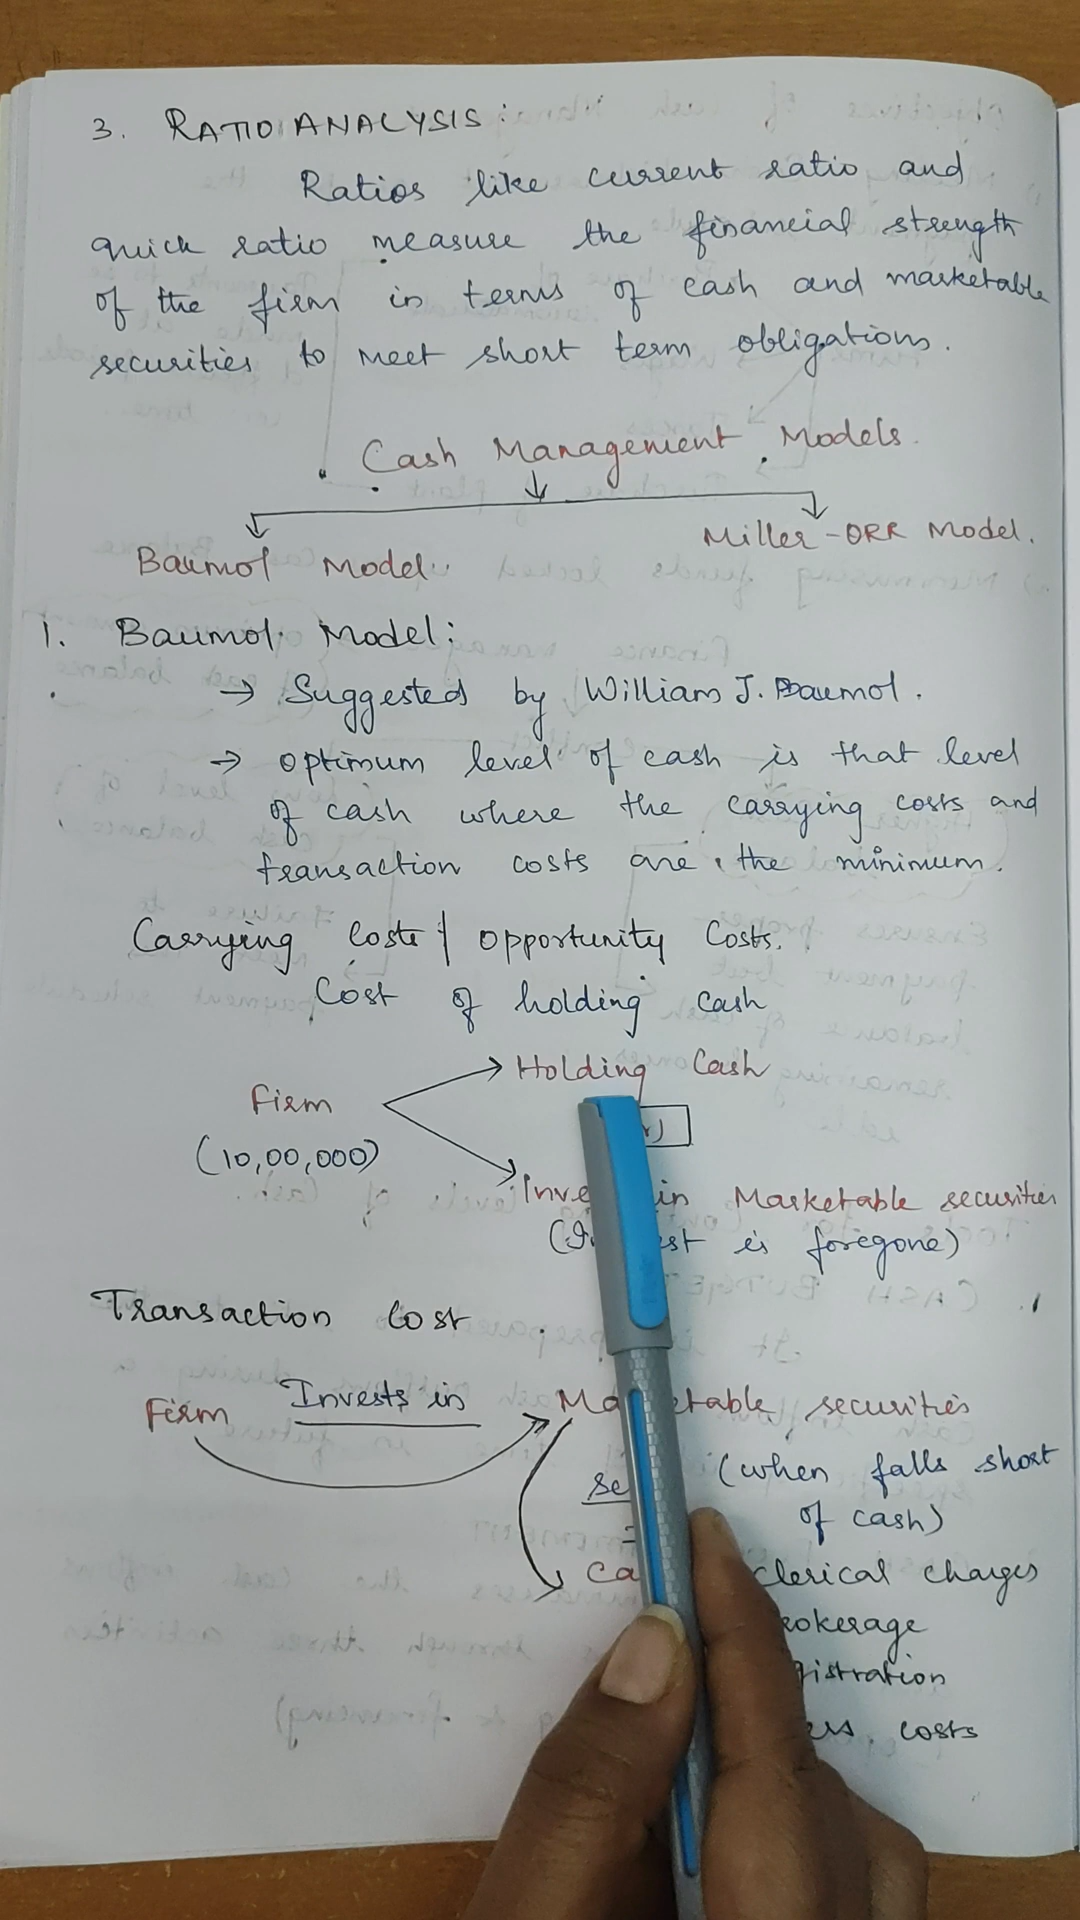 3. RATIO ANALYSIS:
Ratios like current ratio and
quick ratio measure the financial strength
of the firm in terms of cash and marketable
securities to meet short term obligations.
Cash Management Models.
Baumol Model.
Miller-ORR Model.
1. Baumol Model:
→ Suggested by William J. Baumol.
→ optimum level of cash is that level
of cash where the carrying costs and
transaction costs are the minimum.
Carrying Costs / opportunity Costs.
Cost of holding cash
Holding Cash
Firm
(10,00,000)
in Marketable securities
is foregone)
Transaction Cost
Firm Invests in securities
(when falls short
of cash)
clerical charges
costs